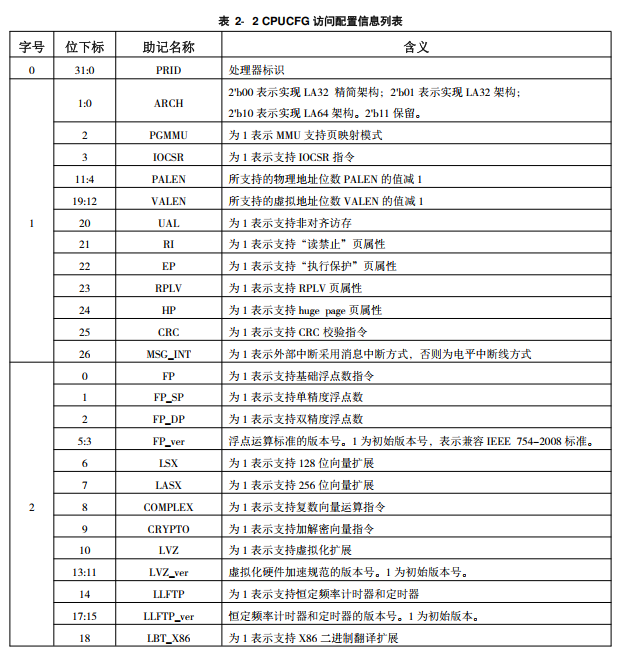 表 2- 2 CPUCFG 访问配置信息列表
字号 位下标 助记名称 含义
0 31:0 PRID 处理器标识
1 1:0 ARCH 2'b00 表示实现 LA32 精简架构；2'b01 表示实现 LA32 架构；
2'b10 表示实现 LA64 架构。2'b11 保留。
2 PGMMU 为 1 表示 MMU 支持页映射模式
3 IOCSR 为 1 表示支持 IOCSR 指令
11:4 PALEN 所支持的物理地址位数 PALEN 的值减 1
19:12 VALEN 所支持的虚拟地址位数 VALEN 的值减 1
20 UAL 为 1 表示支持非对齐访存
21 RI 为 1 表示支持“读禁止”页属性
22 EP 为 1 表示支持“执行保护”页属性
23 RPLV 为 1 表示支持 RPLV 页属性
24 HP 为 1 表示支持 huge page 页属性
25 CRC 为 1 表示支持 CRC 校验指令
26 MSG_INT 为 1 表示外部中断采用消息中断方式，否则为电平中断线方式
2 0 FP 为 1 表示支持基础浮点数指令
1 FP_SP 为 1 表示支持单精度浮点数
2 FP_DP 为 1 表示支持双精度浮点数
5:3 FP_ver 浮点运算标准的版本号。1 为初始版本号，表示兼容 IEEE 754-2008 标准。
6 LSX 为 1 表示支持 128 位向量扩展
7 LASX 为 1 表示支持 256 位向量扩展
8 COMPLEX 为 1 表示支持复数向量运算指令
9 CRYPTO 为 1 表示支持加解密向量指令
10 LVZ 为 1 表示支持虚拟化扩展
13:11 LVZ_ver 虚拟化硬件加速规范的版本号。1 为初始版本号。
14 LLFTP 为 1 表示支持恒定频率计时器和定时器
17:15 LLFTP_ver 恒定频率计时器和定时器的版本号。1 为初始版本。
18 LBT_X86 为 1 表示支持 X86 二进制翻译扩展